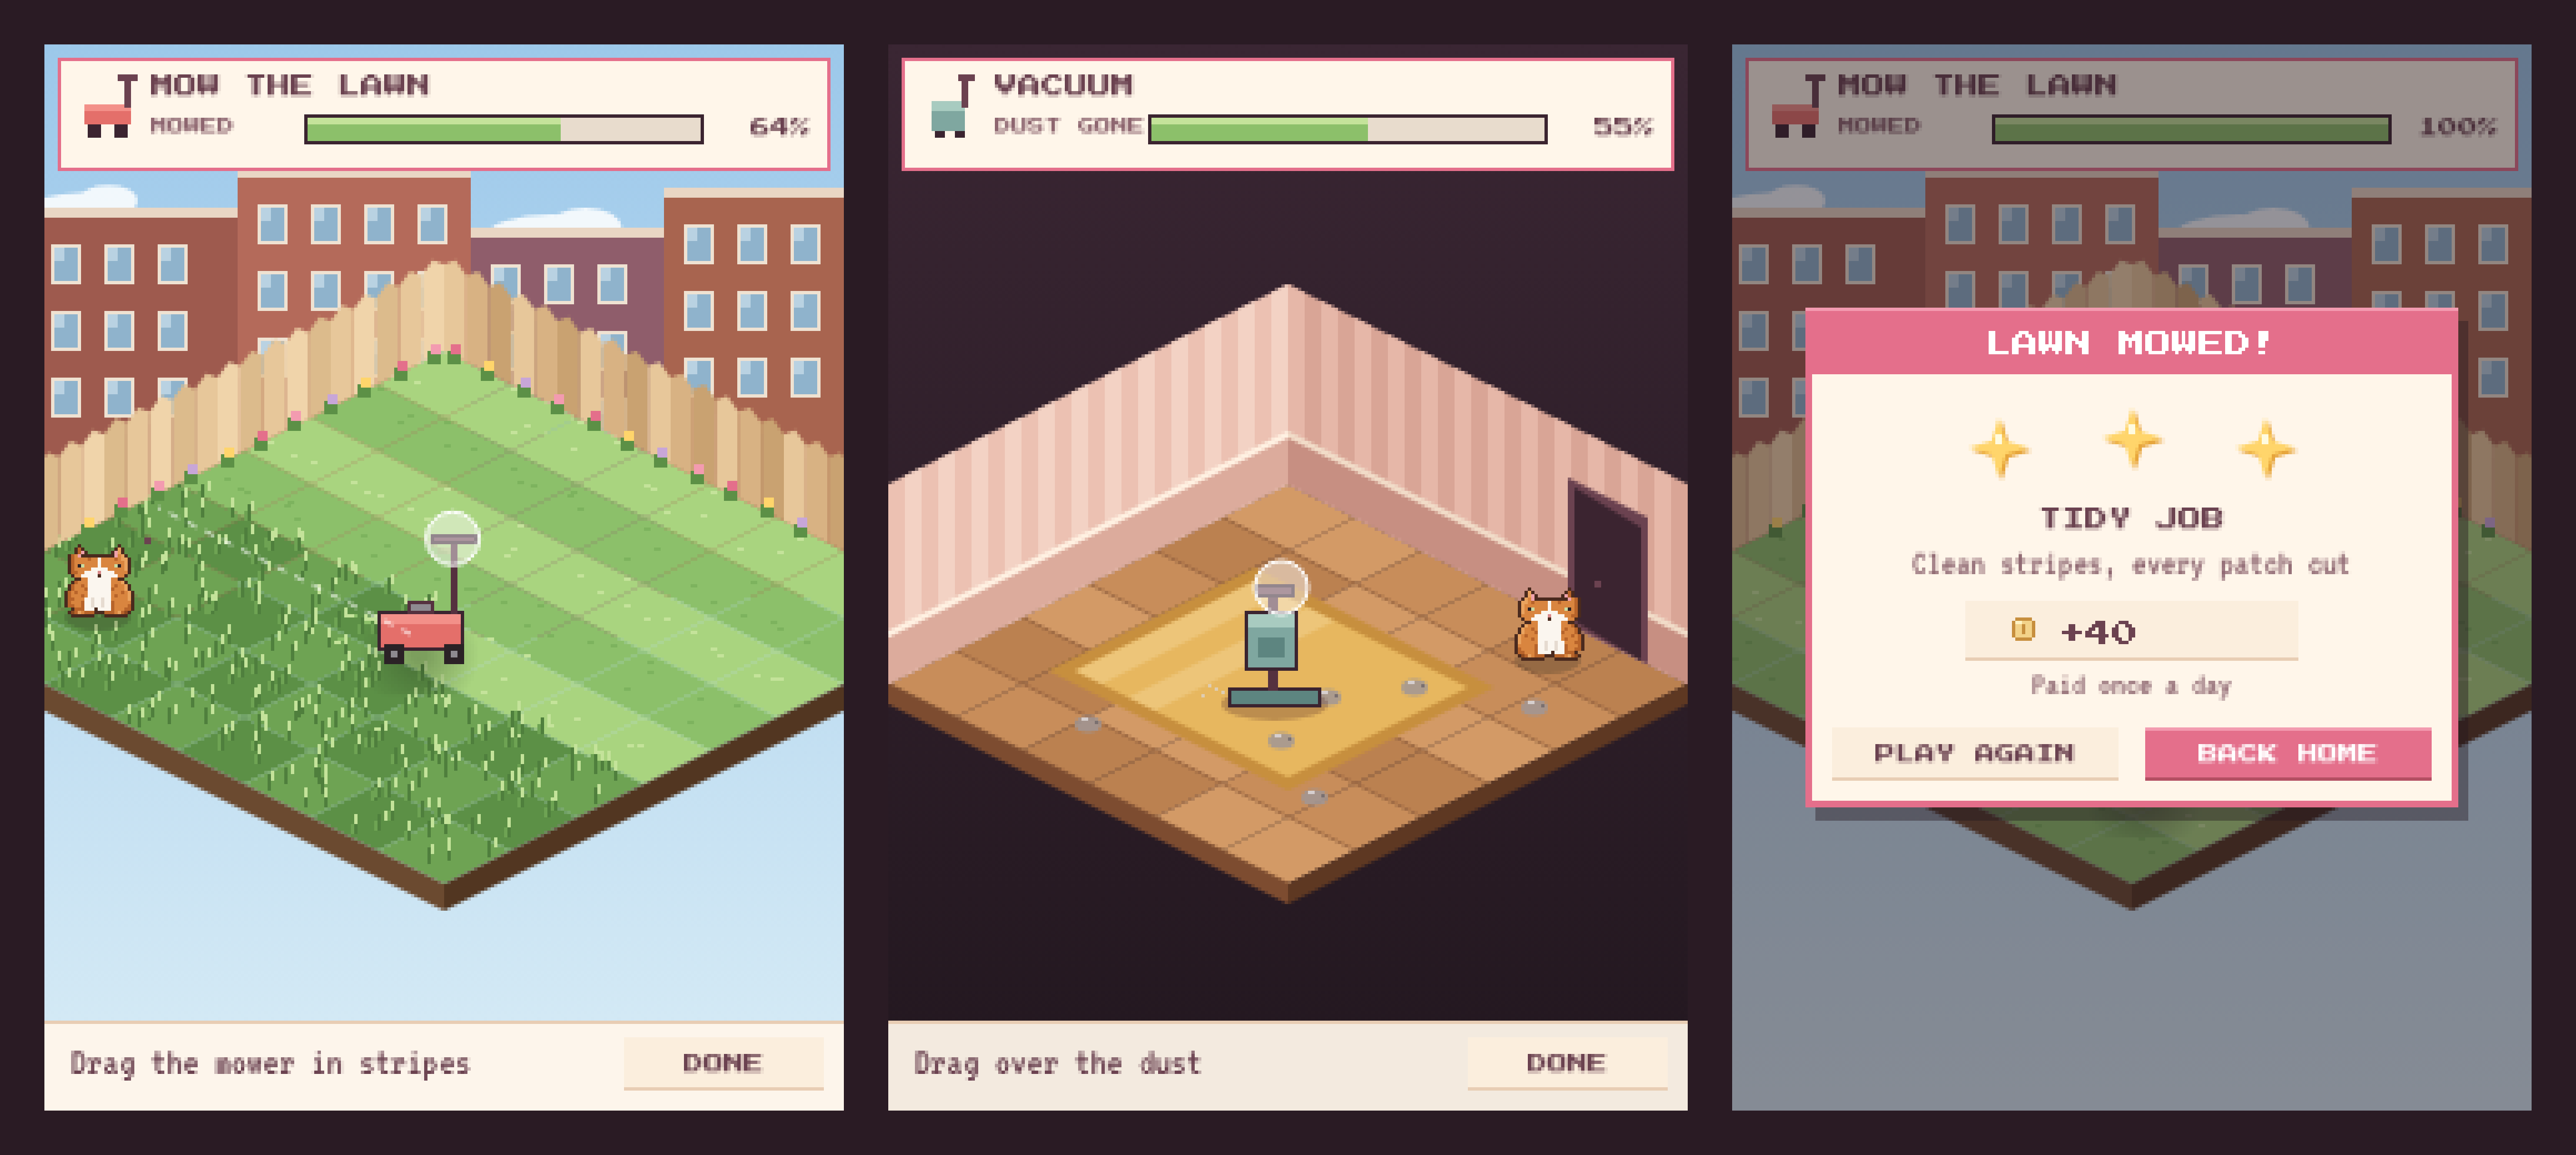 MOW THE LAWN
MOWED 64%
Drag the mower in stripes
DONE
VACUUM
DUST GONE 55%
Drag over the dust
DONE
MOW THE LAWN
MOWED 100%
LAWN MOWED!
TIDY JOB
Clean stripes, every patch cut
+40
Paid once a day
PLAY AGAIN
BACK HOME